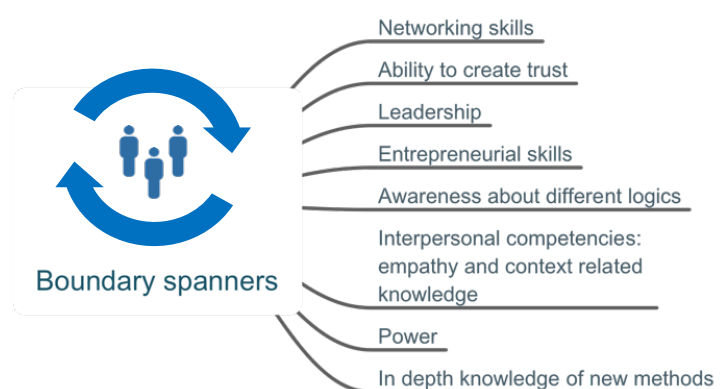 Networking skills
Ability to create trust
Leadership
Entrepreneurial skills
Awareness about different logics
Interpersonal competencies:
empathy and context related
knowledge
Power
In depth knowledge of new methods
Boundary spanners